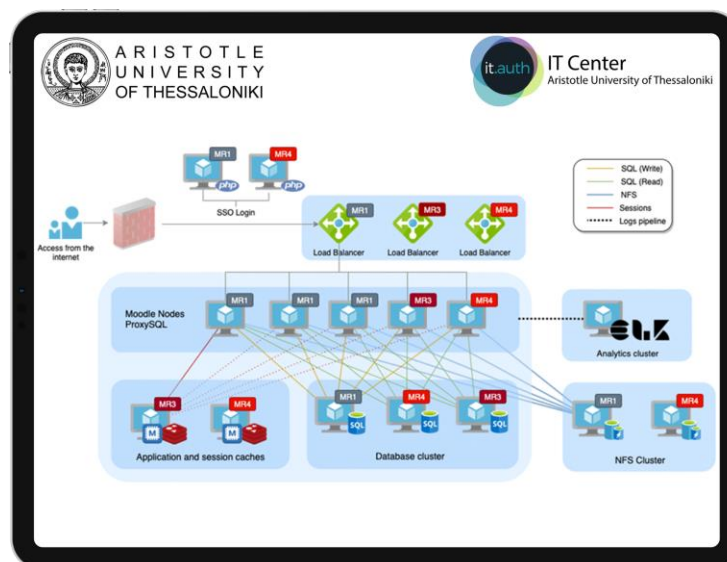 ARISTOTLE
UNIVERSITY
OF THESSALONIKI
it.auth
IT Center
Aristotle University of Thessaloniki
MR1
MR4
php
php
SSO Login
Access from the
internet
MR1
MR3
MR4
Load Balancer
Load Balancer
Load Balancer
SQL (Write)
SQL (Read)
NFS
Sessions
Logs pipeline
Moodle Nodes
ProxySQL
MR1
MR1
MR1
MR3
MR4
Analytics cluster
MR3
MR4
M
M
Application and session caches
MR1
MR4
MR3
SQL
SQL
SQL
Database cluster
MR1
MR4
NFS Cluster